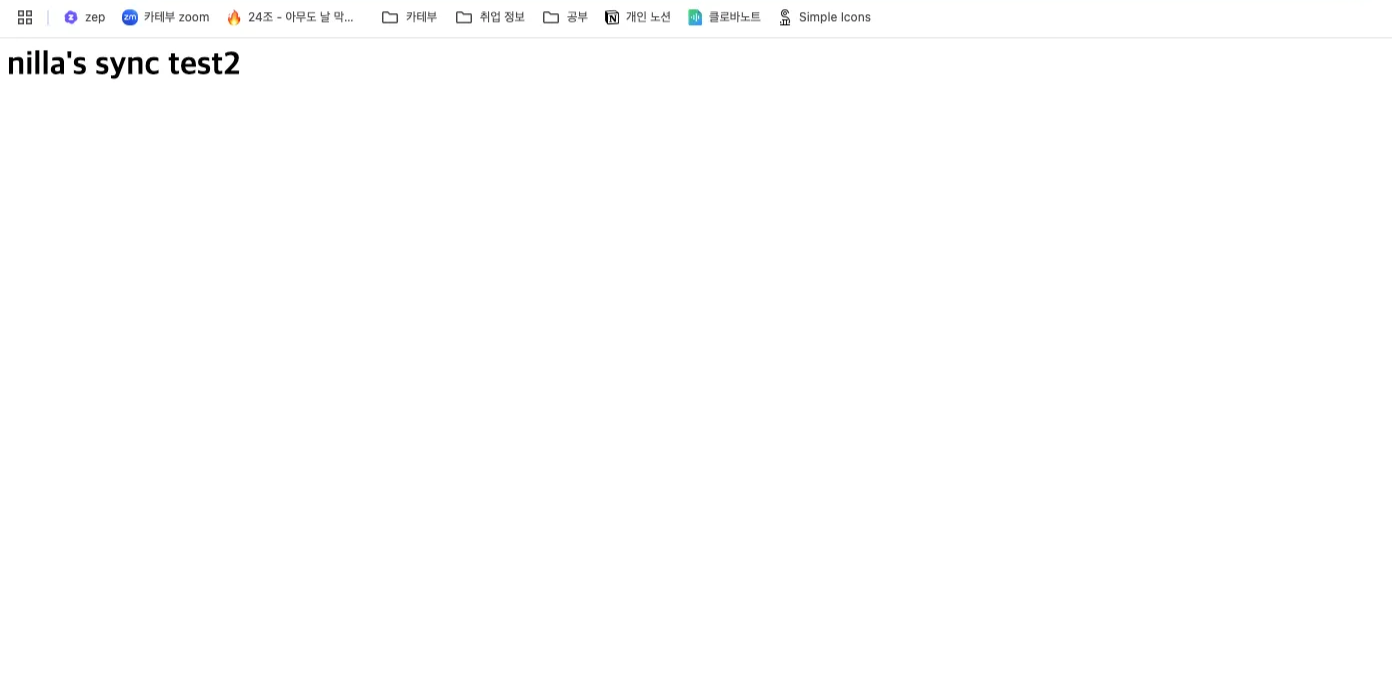 zep 카테부 zoom 24조 - 아무도 날 막... 카테부 취업 정보 공부 개인 노션 클로바노트 Simple Icons
nilla's sync test2